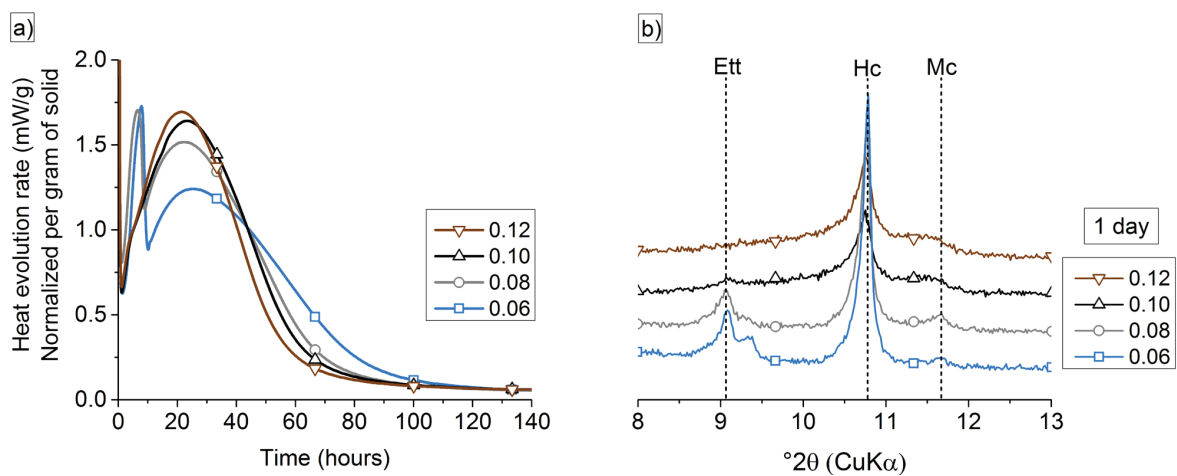 a)
Heat evolution rate (mW/g)
Normalized per gram of solid
2.0
1.5
1.0
0.5
0.0
0 20 40 60 80 100 120 140
Time (hours)
0.12
0.10
0.08
0.06
b)
Ett Hc Mc
8 9 10 11 12 13
°2θ (CuKα)
1 day
0.12
0.10
0.08
0.06